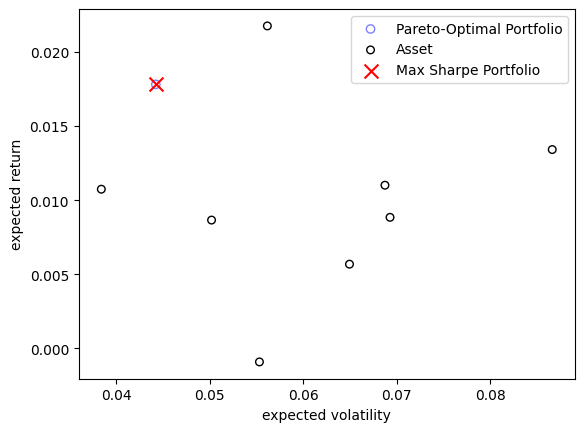 Pareto-Optimal Portfolio
Asset
Max Sharpe Portfolio
expected return
0.020
0.015
0.010
0.005
0.000
0.04 0.05 0.06 0.07 0.08
expected volatility